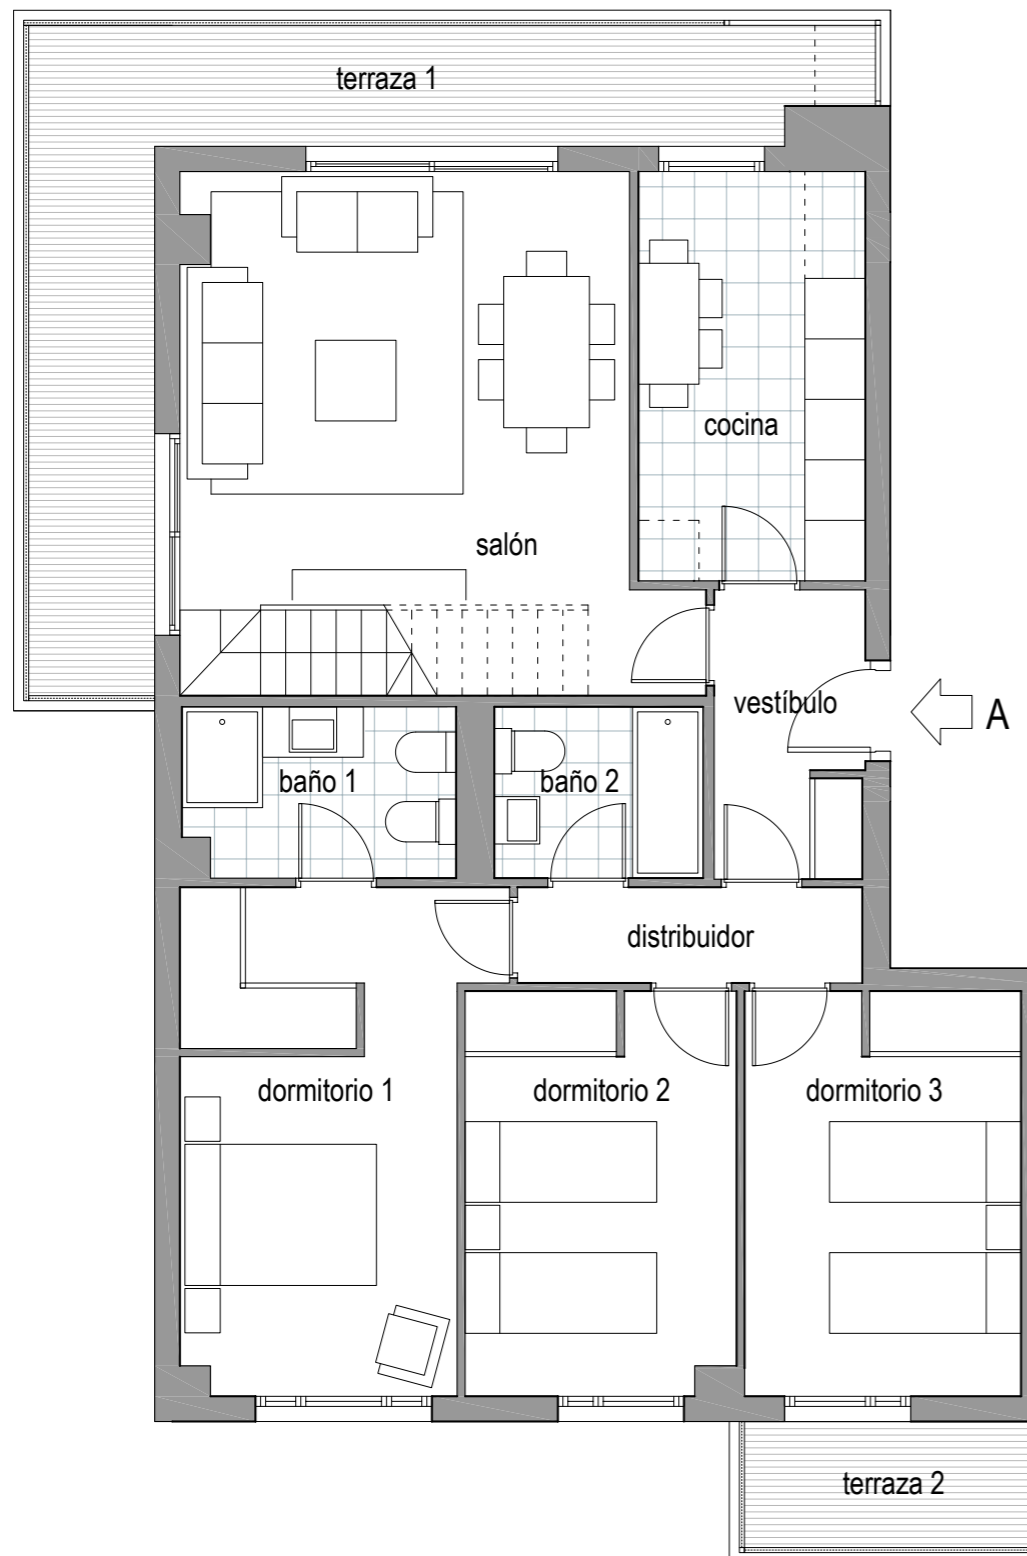 terraza 1
cocina
salón
vestíbulo
A
baño 1
baño 2
distribuidor
dormitorio 1
dormitorio 2
dormitorio 3
terraza 2